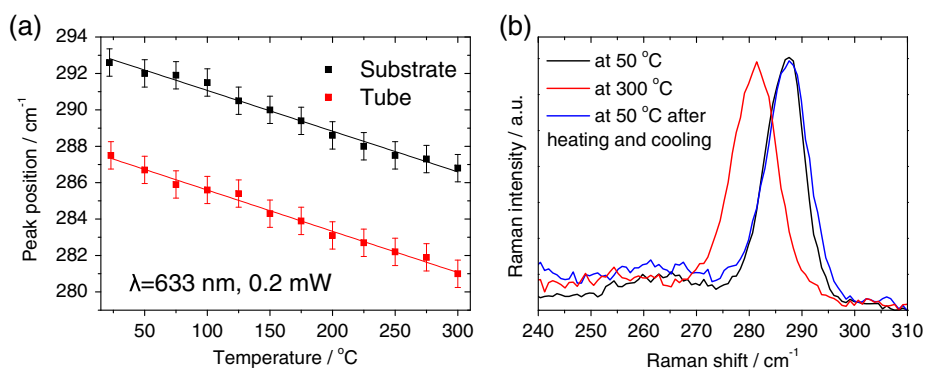 (a)
294
292
290
288
286
284
282
280
Peak position / cm⁻¹
Substrate
Tube
λ=633 nm, 0.2 mW
50 100 150 200 250 300
Temperature / °C
(b)
Raman intensity / a.u.
at 50 °C
at 300 °C
at 50 °C after
heating and cooling
240 250 260 270 280 290 300 310
Raman shift / cm⁻¹